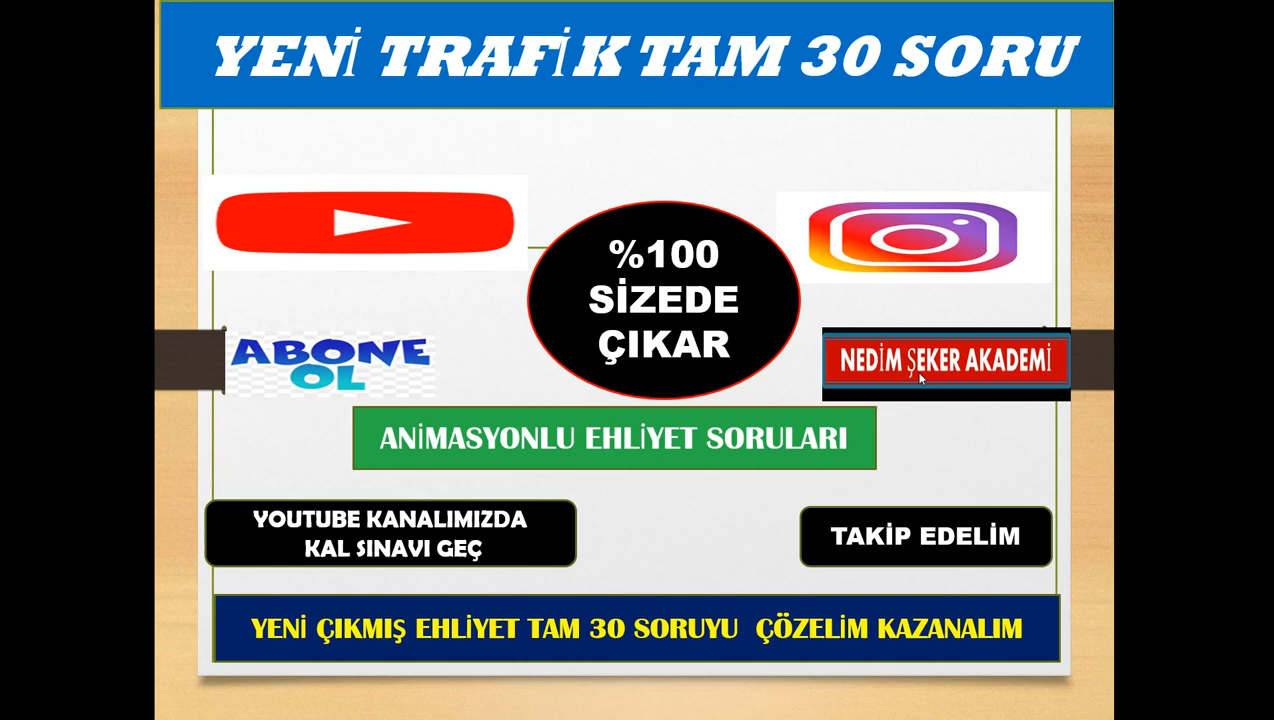 YENİ TRAFİK TAM 30 SORU
%100
SİZEDE
ÇIKAR
ABONE
OL
NEDİM ŞEKER AKADEMİ
ANİMASYONLU EHLİYET SORULARI
YOUTUBE KANALIMIZDA
KAL SINAVI GEÇ
TAKİP EDELİM
YENİ ÇIKMIŞ EHLİYET TAM 30 SORUYU ÇÖZELİM KAZANALIM